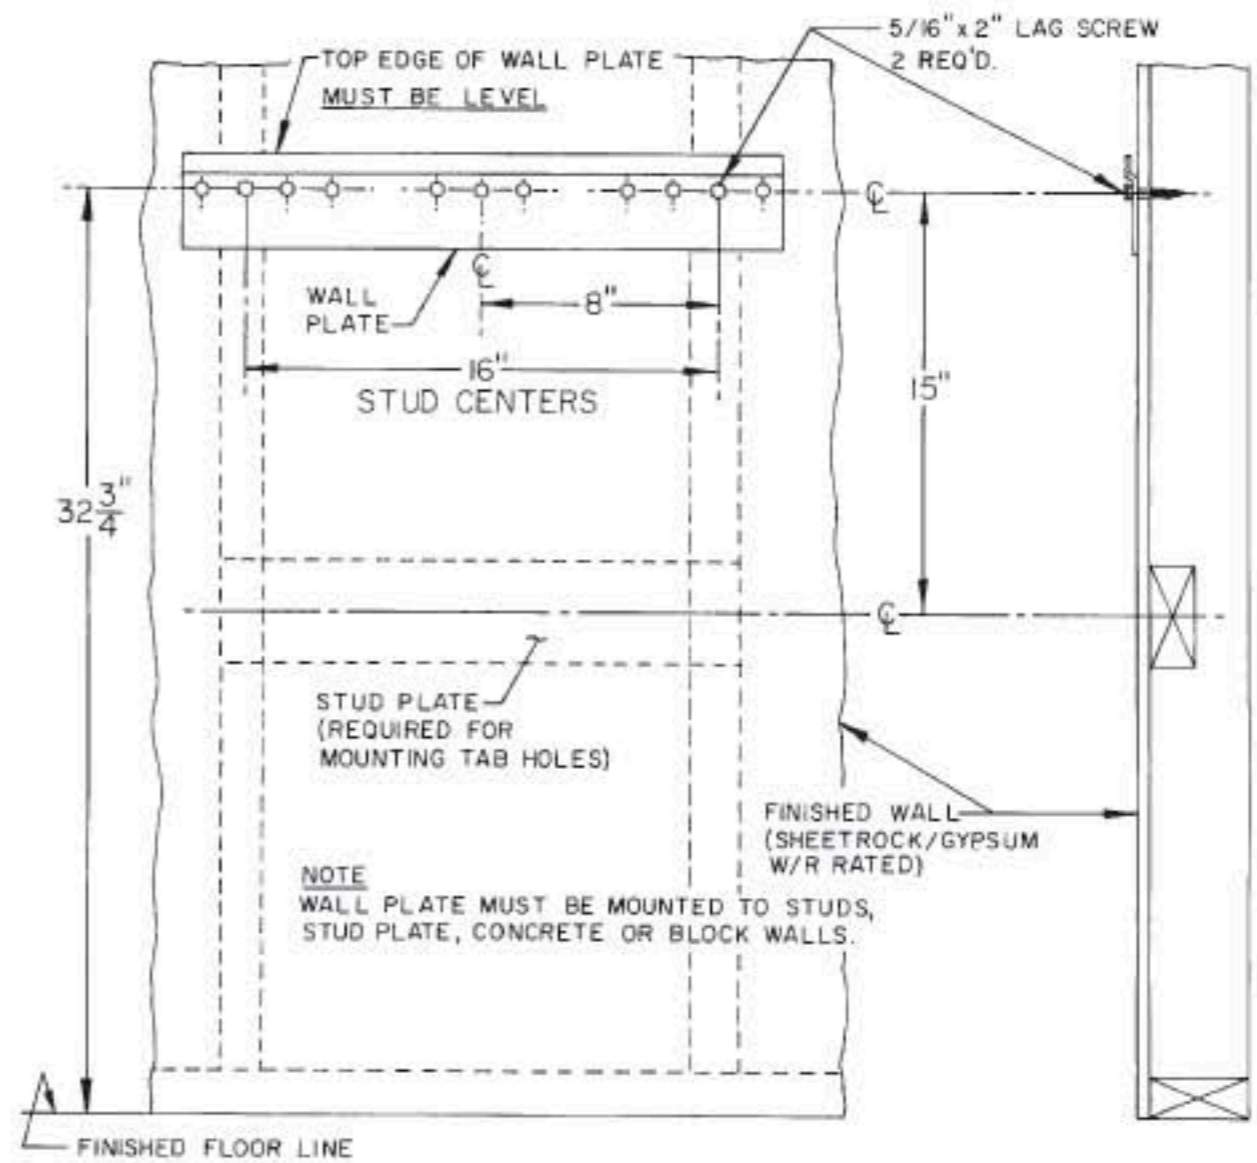 5/16"x 2" LAG SCREW
2 REQ'D.
TOP EDGE OF WALL PLATE
MUST BE LEVEL
℄
℄
WALL
PLATE
8"
16"
STUD CENTERS
15"
32 3/4"
℄
STUD PLATE
(REQUIRED FOR
MOUNTING TAB HOLES)
FINISHED WALL
(SHEETROCK/GYPSUM
W/R RATED)
NOTE
WALL PLATE MUST BE MOUNTED TO STUDS,
STUD PLATE, CONCRETE OR BLOCK WALLS.
FINISHED FLOOR LINE